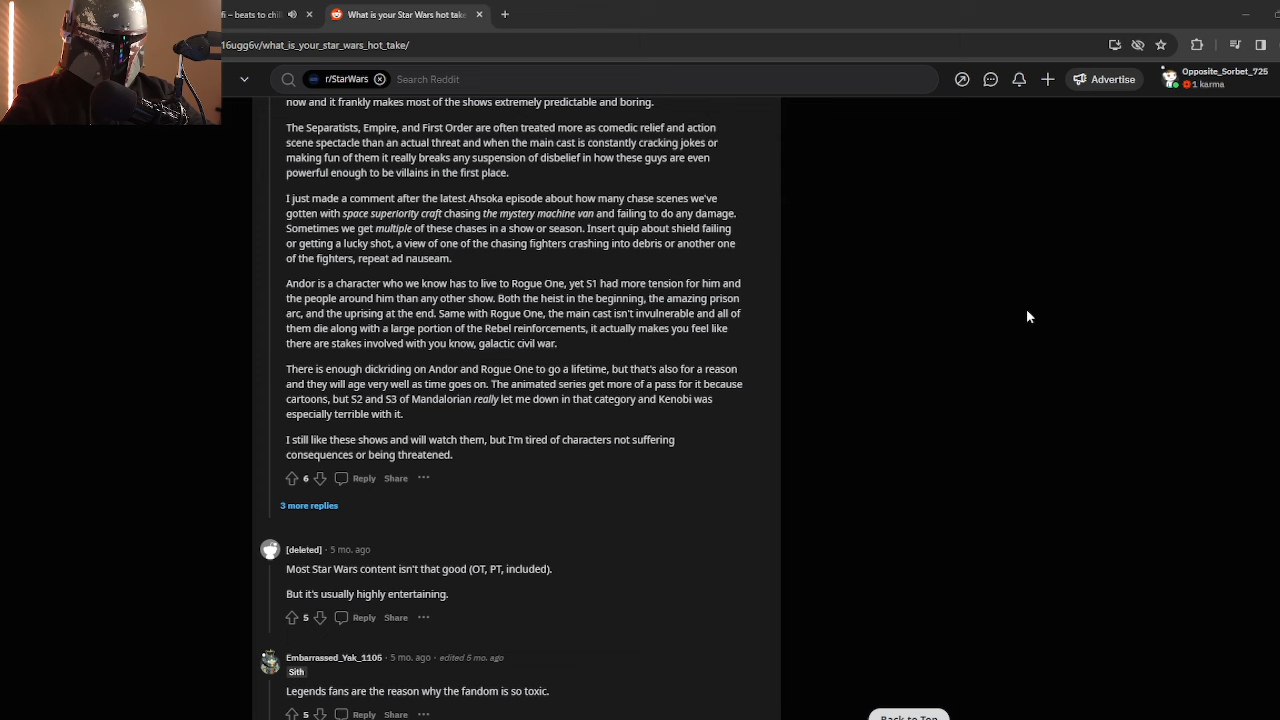 fi – beats to chill
What is your Star Wars hot take
16ugg6v/what_is_your_star_wars_hot_take/
r/StarWars
Search Reddit
Advertise
Opposite_Sorbet_725
1 karma
now and it frankly makes most of the shows extremely predictable and boring.
The Separatists, Empire, and First Order are often treated more as comedic relief and action
scene spectacle than an actual threat and when the main cast is constantly cracking jokes or
making fun of them it really breaks any suspension of disbelief in how these guys are even
powerful enough to be villains in the first place.
I just made a comment after the latest Ahsoka episode about how many chase scenes we've
gotten with space superiority craft chasing the mystery machine van and failing to do any damage.
Sometimes we get multiple of these chases in a show or season. Insert quip about shield failing
or getting a lucky shot, a view of one of the chasing fighters crashing into debris or another one
of the fighters, repeat ad nauseam.
Andor is a character who we know has to live to Rogue One, yet S1 had more tension for him and
the people around him than any other show. Both the heist in the beginning, the amazing prison
arc, and the uprising at the end. Same with Rogue One, the main cast isn't invulnerable and all of
them die along with a large portion of the Rebel reinforcements, it actually makes you feel like
there are stakes involved with you know, galactic civil war.
There is enough dickriding on Andor and Rogue One to go a lifetime, but that's also for a reason
and they will age very well as time goes on. The animated series get more of a pass for it because
cartoons, but S2 and S3 of Mandalorian really let me down in that category and Kenobi was
especially terrible with it.
I still like these shows and will watch them, but I'm tired of characters not suffering
consequences or being threatened.
6 Reply Share
3 more replies
[deleted] · 5 mo. ago
Most Star Wars content isn't that good (OT, PT, included).
But it's usually highly entertaining.
5 Reply Share
Embarrassed_Yak_1105 · 5 mo. ago · edited 5 mo. ago
Sith
Legends fans are the reason why the fandom is so toxic.
5 Reply Share
Back to Top